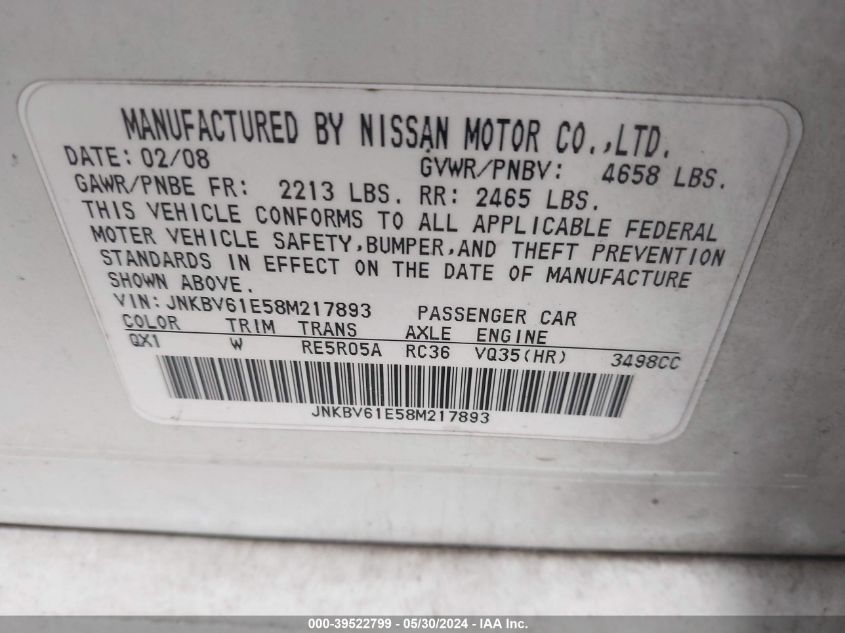 MANUFACTURED BY NISSAN MOTOR CO.,LTD.
DATE: 02/08 GVWR/PNBV: 4658 LBS.
GAWR/PNBE FR: 2213 LBS. RR: 2465 LBS.
THIS VEHICLE CONFORMS TO ALL APPLICABLE FEDERAL
MOTER VEHICLE SAFETY,BUMPER,AND THEFT PREVENTION
STANDARDS IN EFFECT ON THE DATE OF MANUFACTURE
SHOWN ABOVE.
VIN: JNKBV61E58M217893 PASSENGER CAR
COLOR TRIM TRANS AXLE ENGINE
QX1 W RE5R05A RC36 VQ35(HR) 3498CC
JNKBV61E58M217893
000-39522799 - 05/30/2024 - IAA Inc.